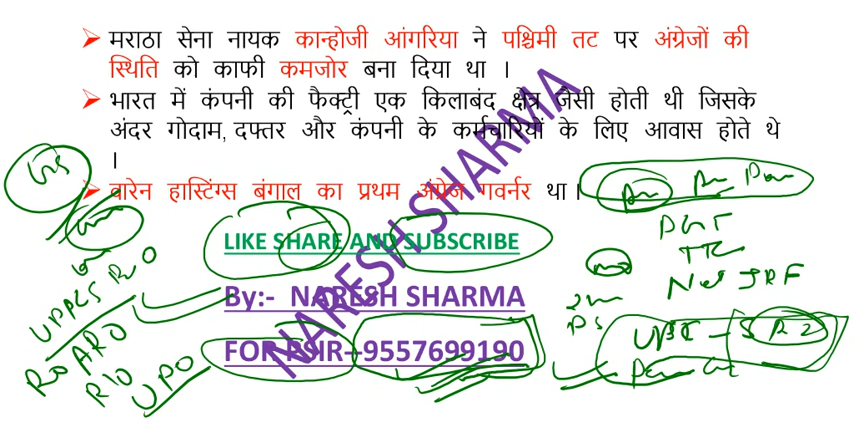 ➢ मराठा सेना नायक कान्होजी आंगरिया ने पश्चिमी तट पर अंग्रेजों की
स्थिति को काफी कमजोर बना दिया था ।
➢ भारत में कंपनी की फैक्ट्री एक किलाबंद क्षेत्र जैसी होती थी जिसके
अंदर गोदाम, दफ्तर और कंपनी के कर्मचारियों के लिए आवास होते थे
।
➢ वारेन हास्टिंग्स बंगाल का प्रथम अंग्रेज गवर्नर था ।
LIKE SHARE AND SUBSCRIBE
By:- NARESH SHARMA
FOR PSIR--9557699190
NARESH SHARMA
PGT
Net JRF
UPPCS
RO ARO
UPO